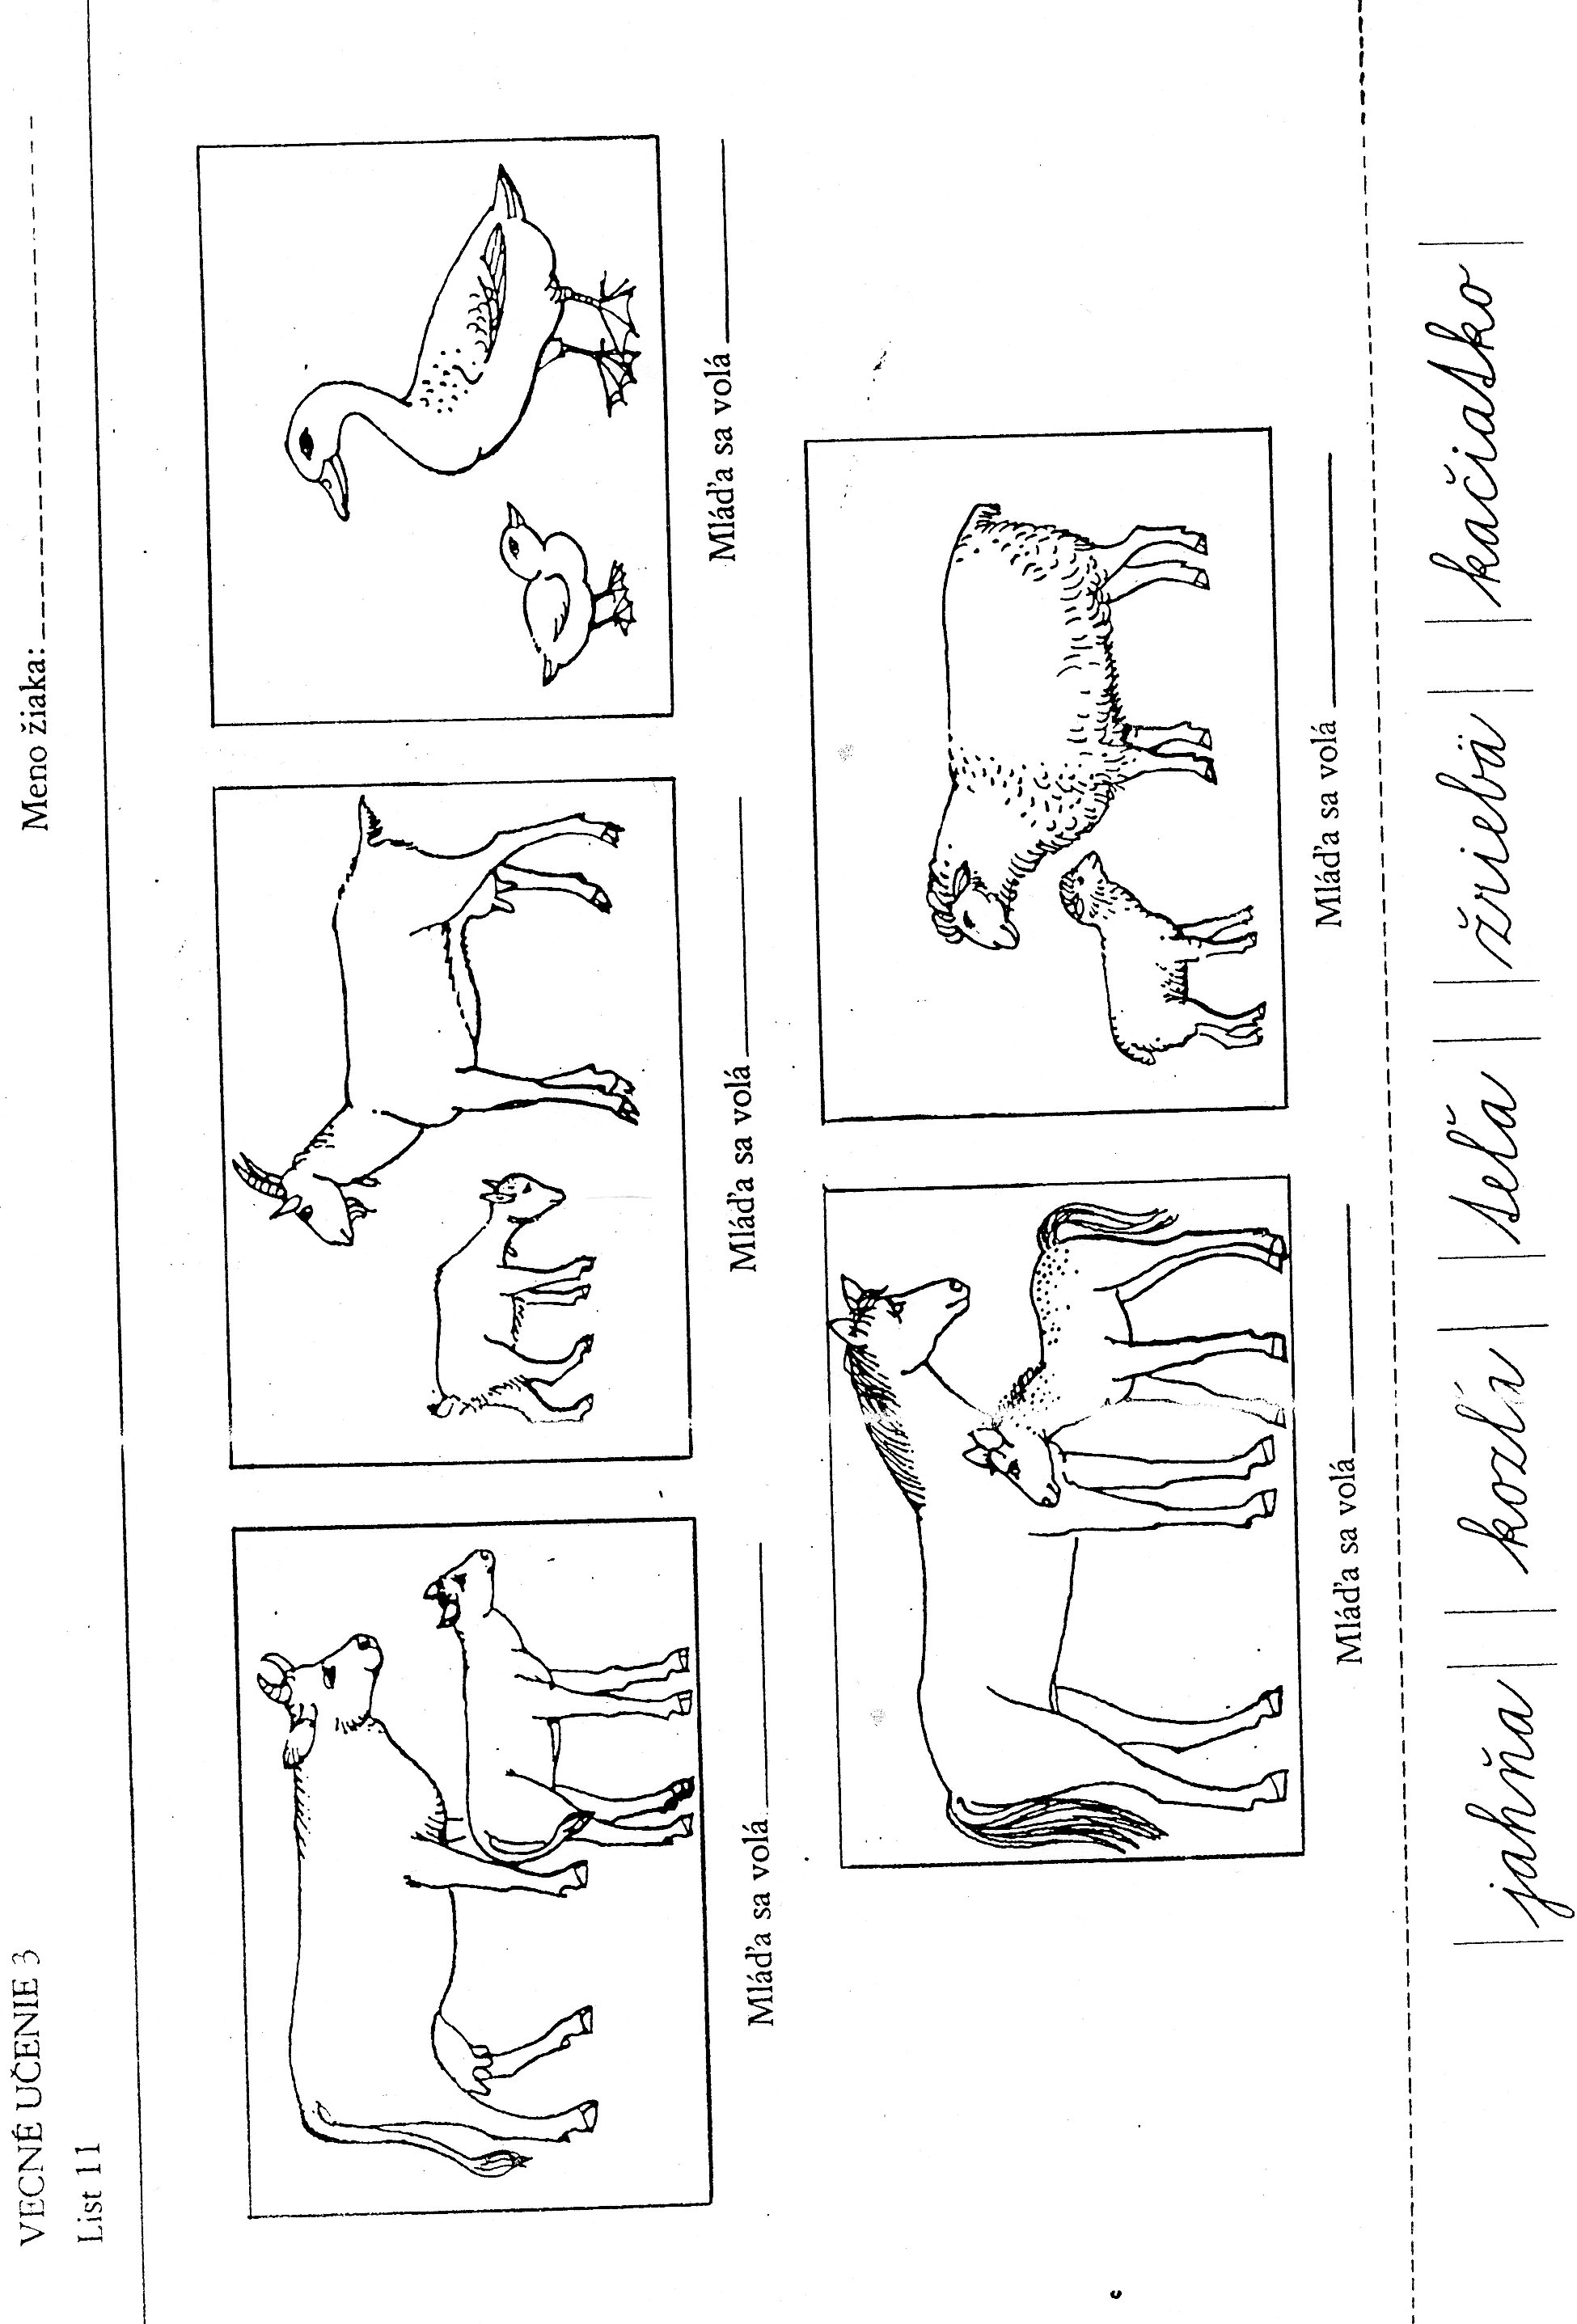 VECNÉ UČENIE 3
Meno žiaka:
List 11
Mláďa sa volá
Mláďa sa volá
Mláďa sa volá
Mláďa sa volá
Mláďa sa volá
jahňa kozľa teľa žriebä kačiatko